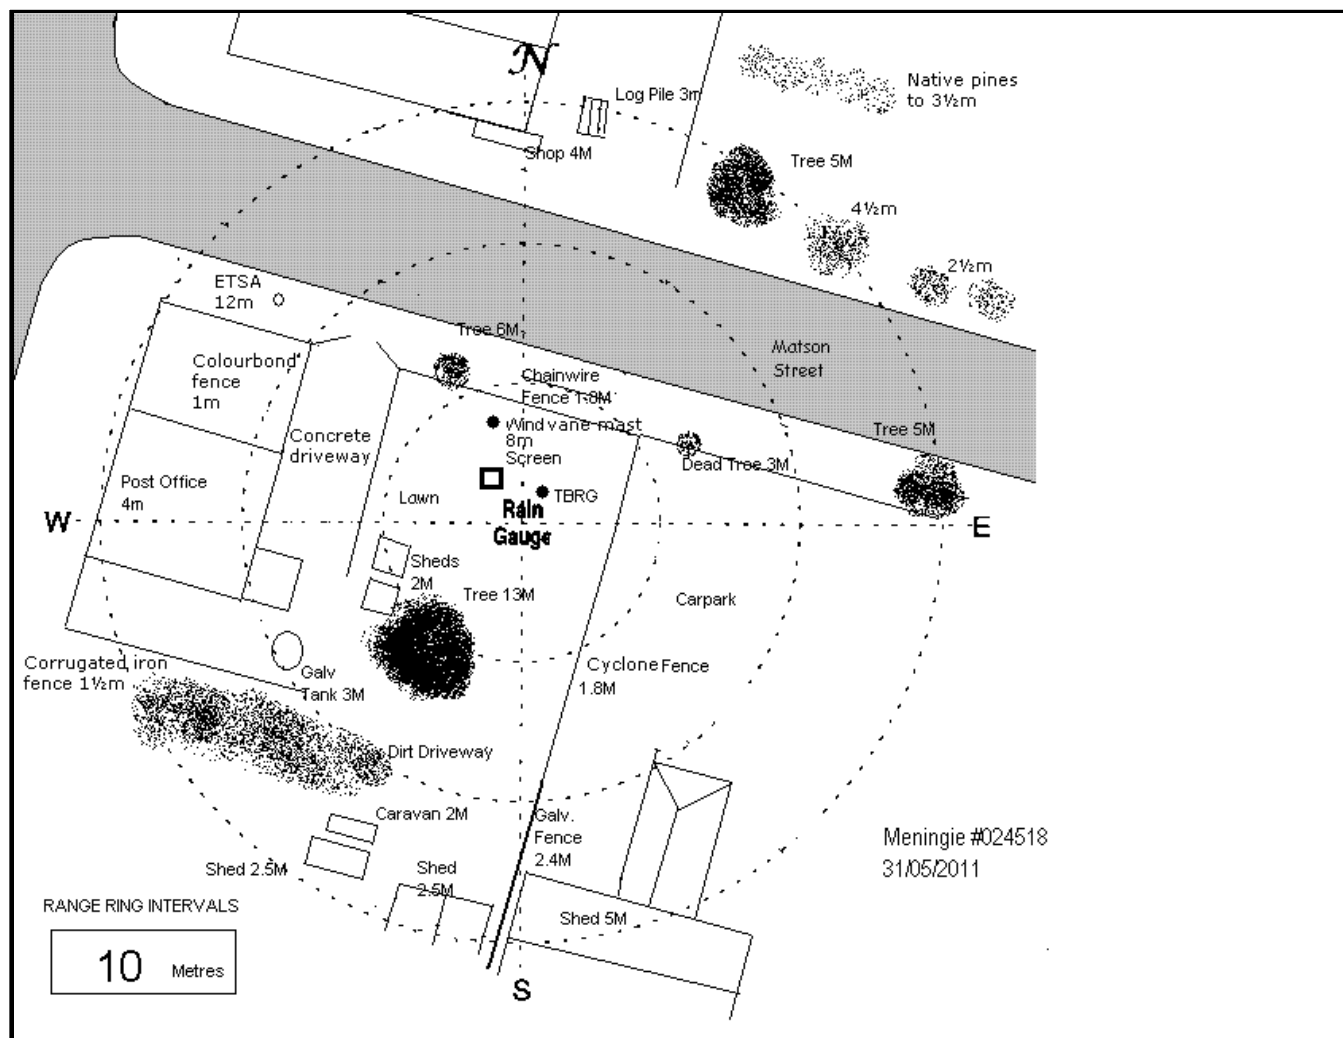 N
Log Pile 3m
Native pines
to 3½m
Shop 4M
Tree 5M
4½m
2½m
ETSA
12m
Tree 6M
Matson
Street
Colourbond
fence
1m
Chainwire
Fence 1.8M
Wind vane mast
8m
Screen
Concrete
driveway
Tree 5M
Dead Tree 3M
Post Office
4m
Lawn
TBRG
Rain
Gauge
W
E
Sheds
2M
Tree 13M
Carpark
Corrugated iron
fence 1½m
Galv
Tank 3M
Cyclone Fence
1.8M
Dirt Driveway
Caravan 2M
Galv.
Fence
2.4M
Shed 2.5M
Shed
2.5M
Meningie #024518
31/05/2011
RANGE RING INTERVALS
10 Metres
Shed 5M
S